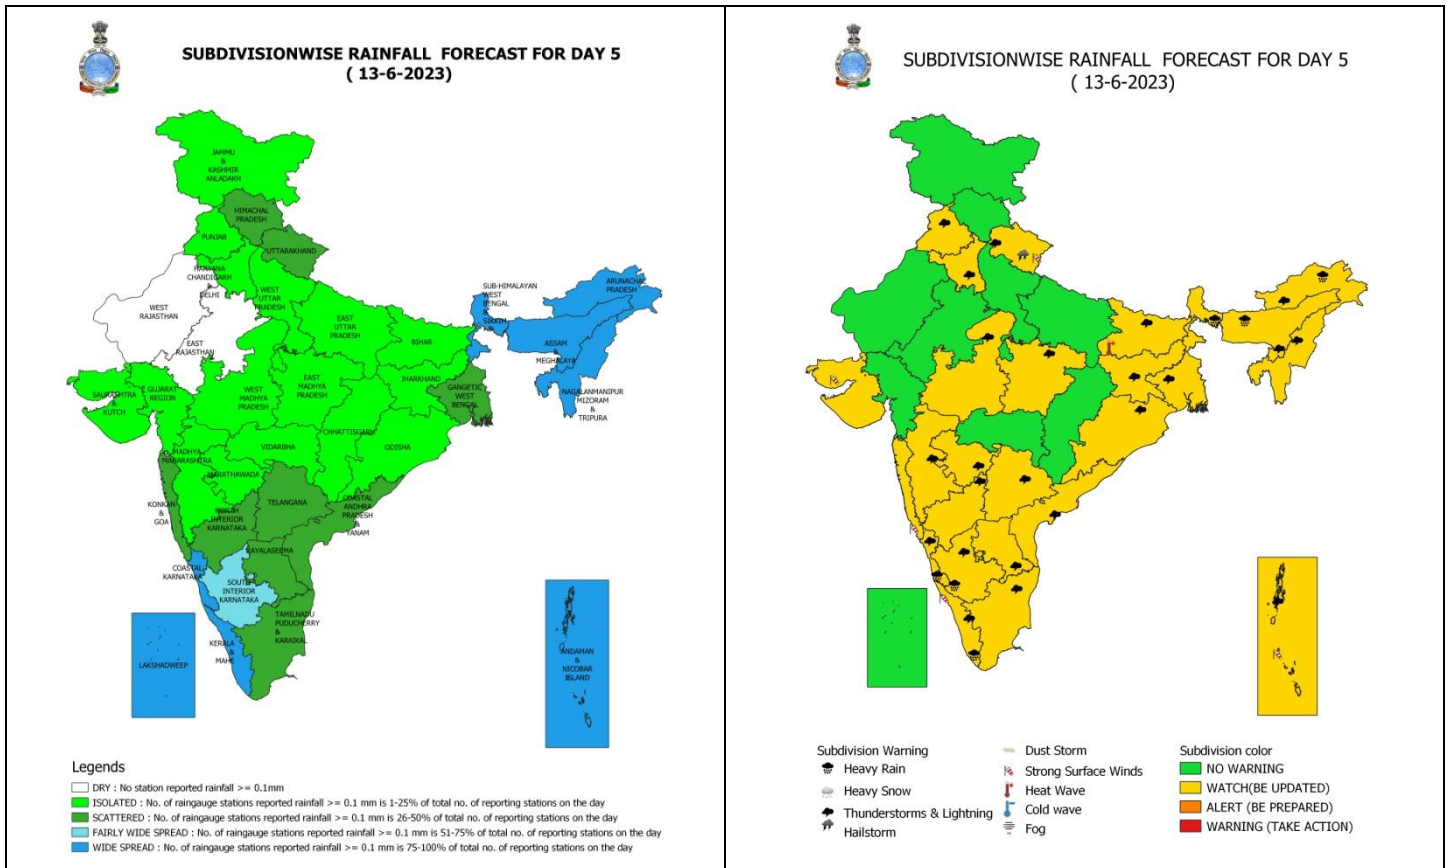 SUBDIVISIONWISE RAINFALL FORECAST FOR DAY 5
( 13-6-2023)
JAMMU
&
KASHMIR
ANLADAKH
HIMACHAL
PRADESH
PUNJAB
UTTARAKHAND
HARYANA
CHANDIGARH
&
DELHI
WEST
RAJASTHAN
WEST
UTTAR
PRADESH
EAST
RAJASTHAN
EAST
UTTAR
PRADESH
BIHAR
SUB-HIMALAYAN
WEST
BENGAL
&
SIKKIM
ARUNACHAL
PRADESH
ASSAM
&
MEGHALAYA
NAGALANMANIPUR
MIZORAM
&
TRIPURA
SAURASHTRA
&
KUTCH
GUJARAT
REGION
WEST
MADHYA
PRADESH
EAST
MADHYA
PRADESH
JHARKHAND
GANGETIC
WEST
BENGAL
CHHATTISGARH
ODISHA
VIDARBHA
MADHYA
MAHARASHTRA
MARATHAWADA
KONKAN
&
GOA
TELANGANA
COASTAL
ANDHRA
PRADESH
&
YANAM
NORTH
INTERIOR
KARNATAKA
RAYALASEEMA
COASTAL
KARNATAKA
SOUTH
INTERIOR
KARNATAKA
TAMILNADU
PUDUCHERRY
&
KARAIKAL
KERALA
&
MAHE
LAKSHADWEEP
ANDAMAN
&
NICOBAR
ISLAND
Legends
DRY : No station reported rainfall >= 0.1mm
ISOLATED : No. of raingauge stations reported rainfall >= 0.1 mm is 1-25% of total no. of reporting stations on the day
SCATTERED : No. of raingauge stations reported rainfall >= 0.1 mm is 26-50% of total no. of reporting stations on the day
FAIRLY WIDE SPREAD : No. of raingauge stations reported rainfall >= 0.1 mm is 51-75% of total no. of reporting stations on the day
WIDE SPREAD : No. of raingauge stations reported rainfall >= 0.1 mm is 75-100% of total no. of reporting stations on the day
SUBDIVISIONWISE RAINFALL FORECAST FOR DAY 5
( 13-6-2023)
Subdivision Warning
Heavy Rain
Heavy Snow
Thunderstorms & Lightning
Hailstorm
Dust Storm
Strong Surface Winds
Heat Wave
Cold wave
Fog
Subdivision color
NO WARNING
WATCH(BE UPDATED)
ALERT (BE PREPARED)
WARNING (TAKE ACTION)